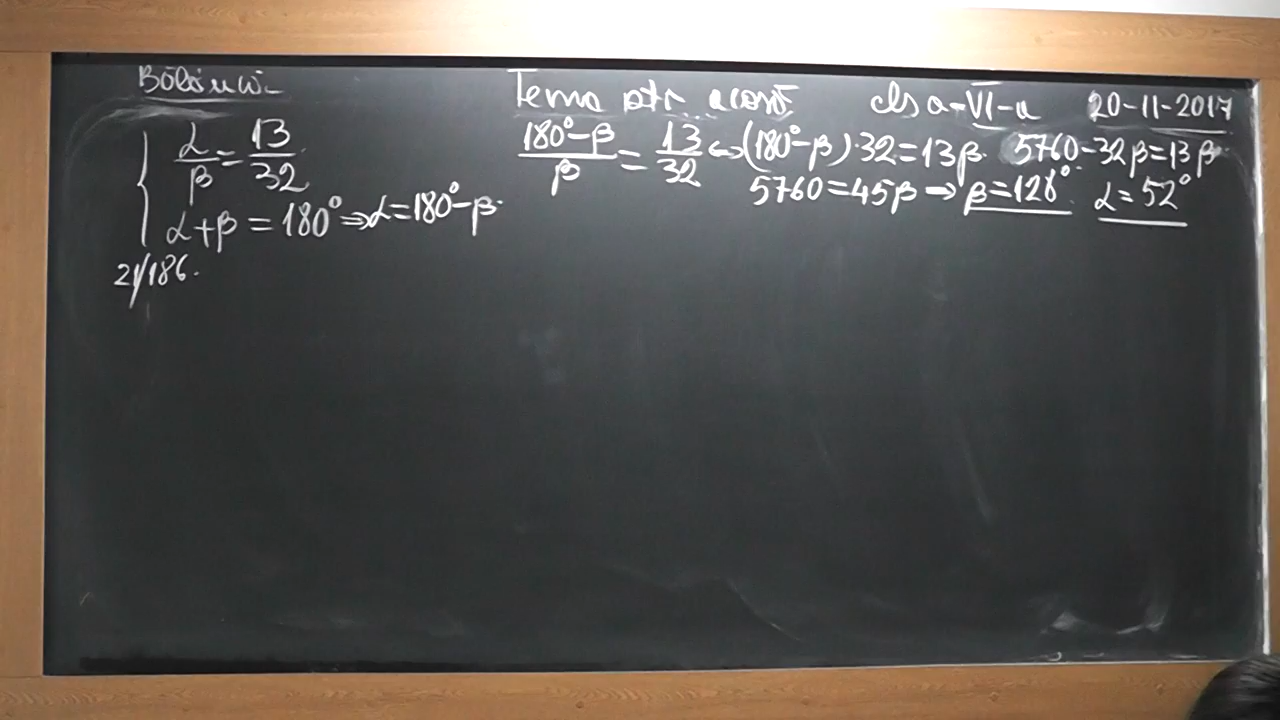 Tema ptr. acasă cls a-VI-a 20-11-2017
α/β = 13/32
α+β = 180° ⇒ α = 180° - β.
21/186.
(180° - β)/β = 13/32 ⇔ (180° - β)·32 = 13β. 5760 - 32β = 13β
5760 = 45β → β = 128° α = 52°